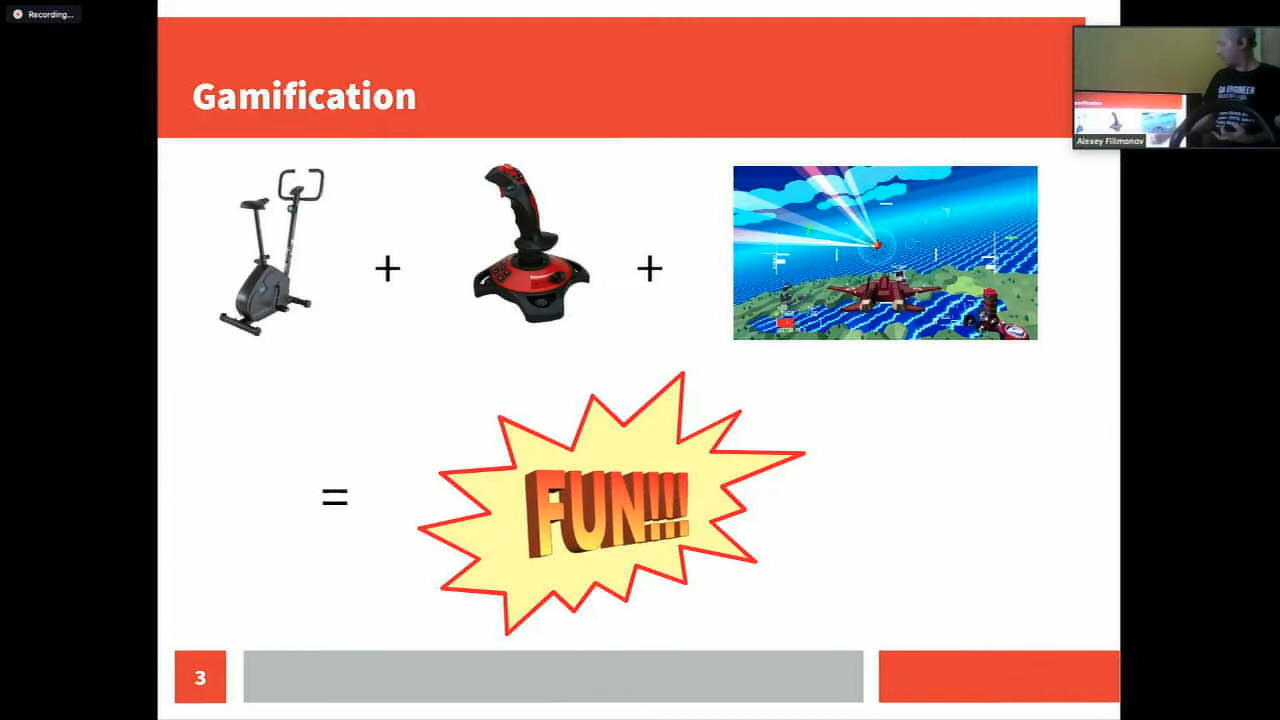 Recording...
Gamification
Alexey Filimonov
+
+
=
FUN!!!
3